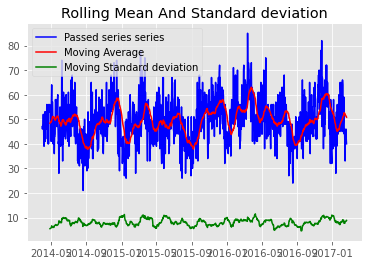 Rolling Mean And Standard deviation
Passed series series
Moving Average
Moving Standard deviation
80
70
60
50
40
30
20
10
2014-05 2014-09 2015-01 2015-05 2015-09 2016-01 2016-05 2016-09 2017-01